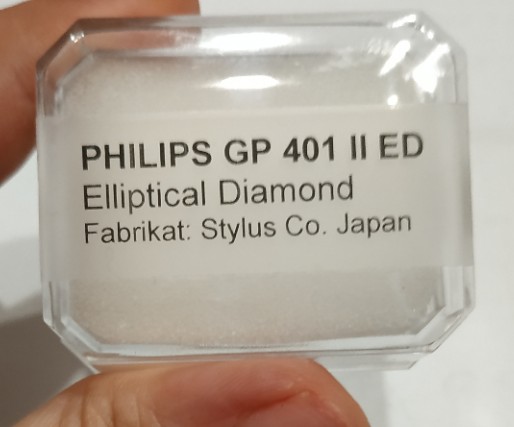 PHILIPS GP 401 II ED
Elliptical Diamond
Fabrikat: Stylus Co. Japan